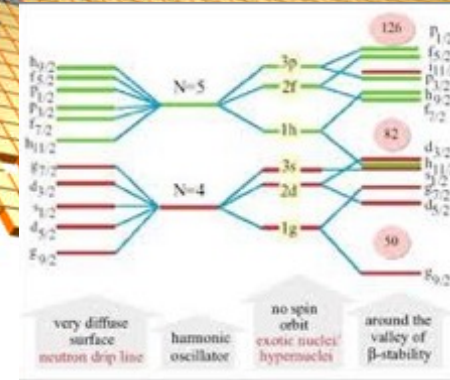 126
p1/2
f5/2
i11/
p3/2
h9/2
f7/2
h9/2
f5/2
p1/2
p3/2
f7/2
h11/2
N=5
3p
2f
1h
82
d3/2
h11/
s1/2
g7/2
d5/2
g7/2
d3/2
s1/2
d5/2
g9/2
N=4
3s
2d
1g
50
g9/2
very diffuse
surface
neutron drip line
harmonic
oscillator
no spin
orbit
exotic nuclei/
hypernuclei
around the
valley of
β-stability